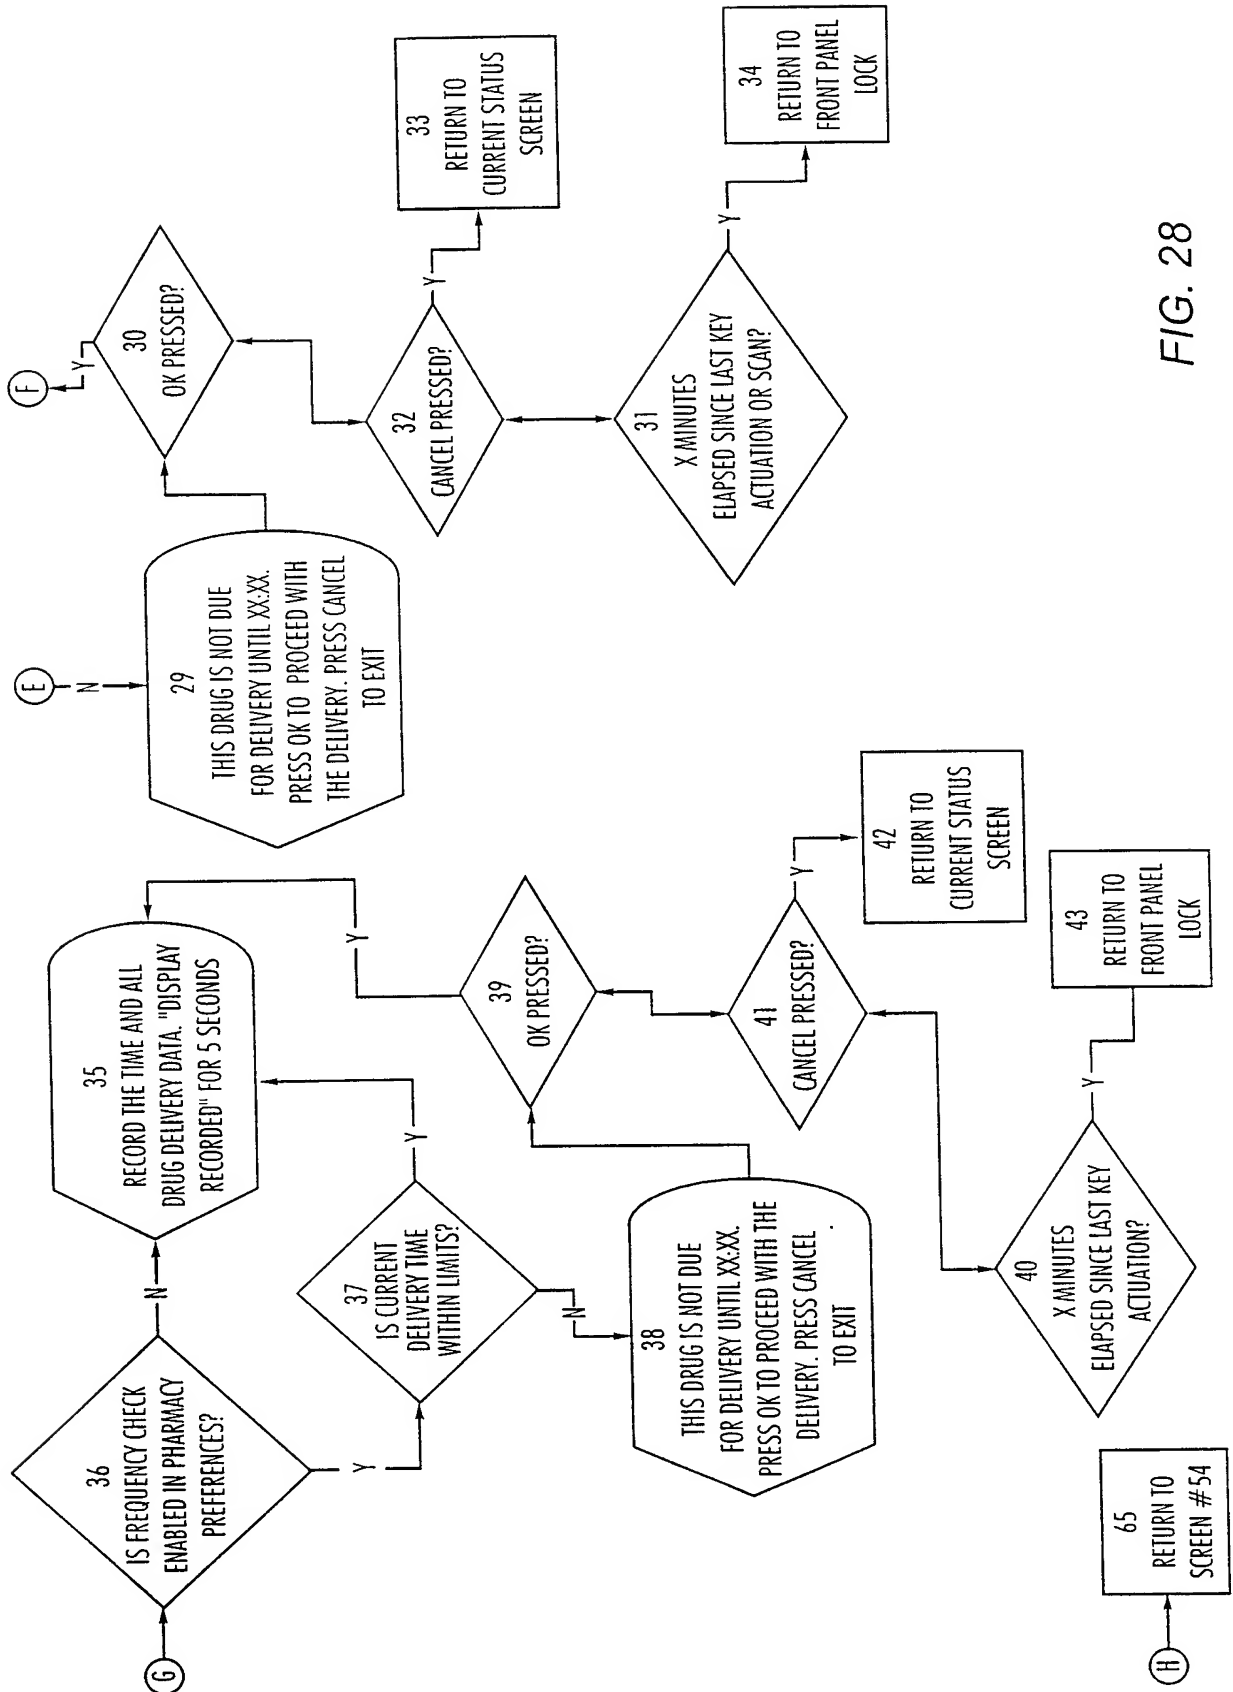 G
36
IS FREQUENCY CHECK
ENABLED IN PHARMACY
PREFERENCES?
N
Y
35
RECORD THE TIME AND ALL
DRUG DELIVERY DATA. "DISPLAY
RECORDED" FOR 5 SECONDS
37
IS CURRENT
DELIVERY TIME
WITHIN LIMITS?
Y
N
38
THIS DRUG IS NOT DUE
FOR DELIVERY UNTIL XX:XX.
PRESS OK TO PROCEED WITH THE
DELIVERY. PRESS CANCEL
TO EXIT
39
OK PRESSED?
Y
41
CANCEL PRESSED?
Y
42
RETURN TO
CURRENT STATUS
SCREEN
40
X MINUTES
ELAPSED SINCE LAST KEY
ACTUATION?
Y
43
RETURN TO
FRONT PANEL
LOCK
H
65
RETURN TO
SCREEN #54
E
N
29
THIS DRUG IS NOT DUE
FOR DELIVERY UNTIL XX:XX.
PRESS OK TO PROCEED WITH
THE DELIVERY. PRESS CANCEL
TO EXIT
F
Y
30
OK PRESSED?
32
CANCEL PRESSED?
Y
33
RETURN TO
CURRENT STATUS
SCREEN
31
X MINUTES
ELAPSED SINCE LAST KEY
ACTUATION OR SCAN?
Y
34
RETURN TO
FRONT PANEL
LOCK
FIG. 28